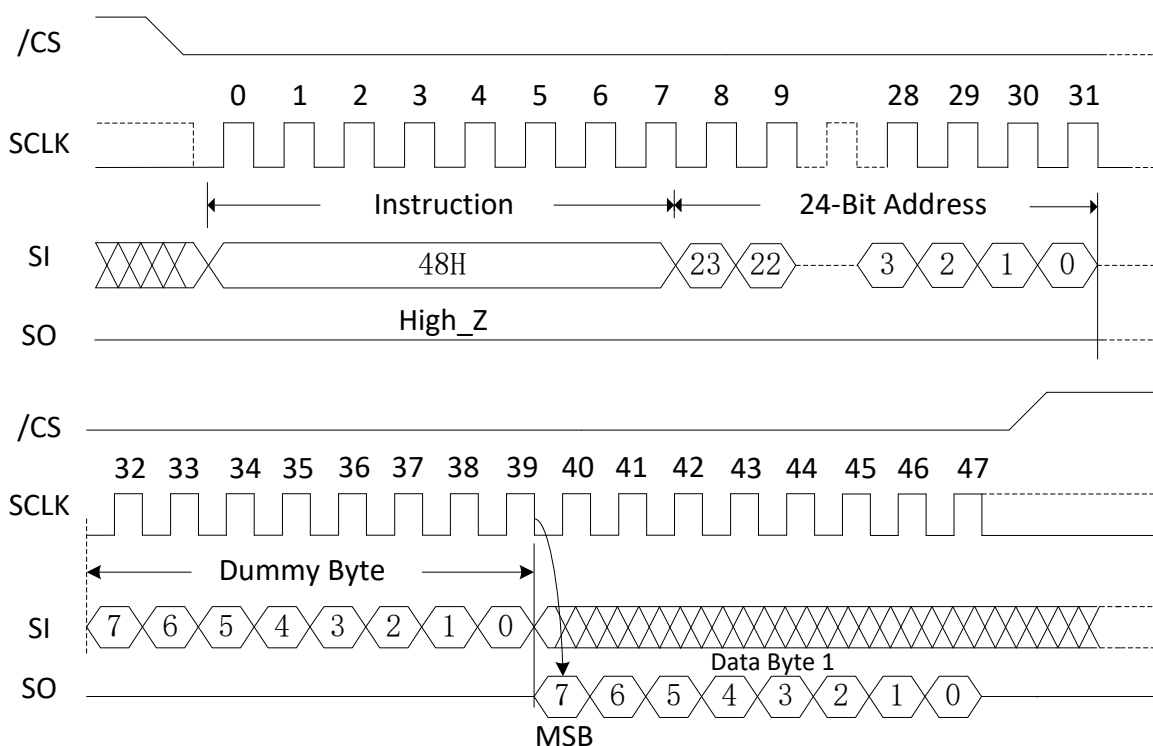 /CS
0 1 2 3 4 5 6 7 8 9 28 29 30 31
SCLK
Instruction 24-Bit Address
SI 48H 23 22 3 2 1 0
High_Z
SO
/CS
32 33 34 35 36 37 38 39 40 41 42 43 44 45 46 47
SCLK
Dummy Byte
SI 7 6 5 4 3 2 1 0
Data Byte 1
SO 7 6 5 4 3 2 1 0
MSB